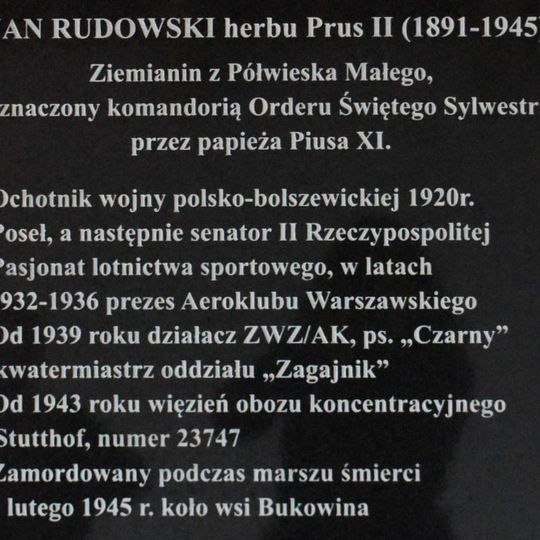 JAN RUDOWSKI herbu Prus II (1891-1945)
Ziemianin z Półwieska Małego,
znaczony komandorią Orderu Świętego Sylwestr
przez papieża Piusa XI.
Ochotnik wojny polsko-bolszewickiej 1920r.
Poseł, a następnie senator II Rzeczypospolitej
Pasjonat lotnictwa sportowego, w latach
1932-1936 prezes Aeroklubu Warszawskiego
Od 1939 roku działacz ZWZ/AK, ps. „Czarny”
kwatermiastrz oddziału „Zagajnik”
Od 1943 roku więzień obozu koncentracyjnego
Stutthof, numer 23747
Zamordowany podczas marszu śmierci
lutego 1945 r. koło wsi Bukowina